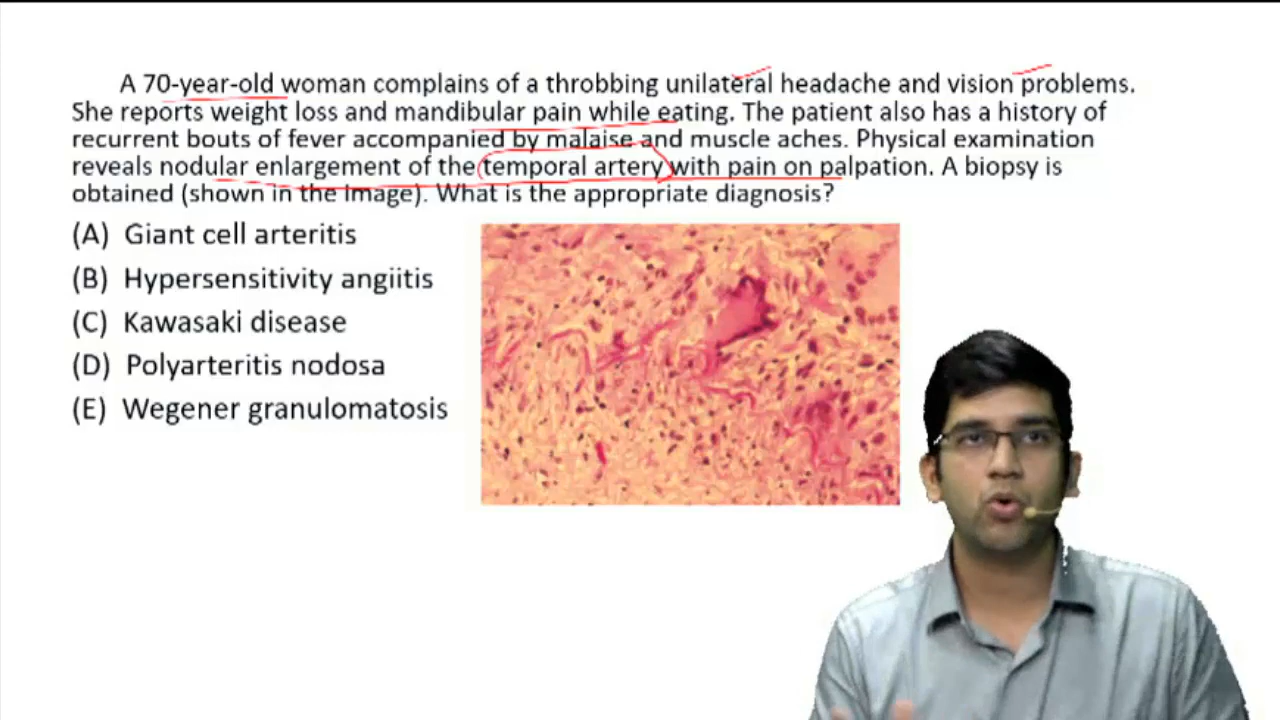 A 70-year-old woman complains of a throbbing unilateral headache and vision problems.
She reports weight loss and mandibular pain while eating. The patient also has a history of
recurrent bouts of fever accompanied by malaise and muscle aches. Physical examination
reveals nodular enlargement of the temporal artery with pain on palpation. A biopsy is
obtained (shown in the image). What is the appropriate diagnosis?
(A) Giant cell arteritis
(B) Hypersensitivity angiitis
(C) Kawasaki disease
(D) Polyarteritis nodosa
(E) Wegener granulomatosis